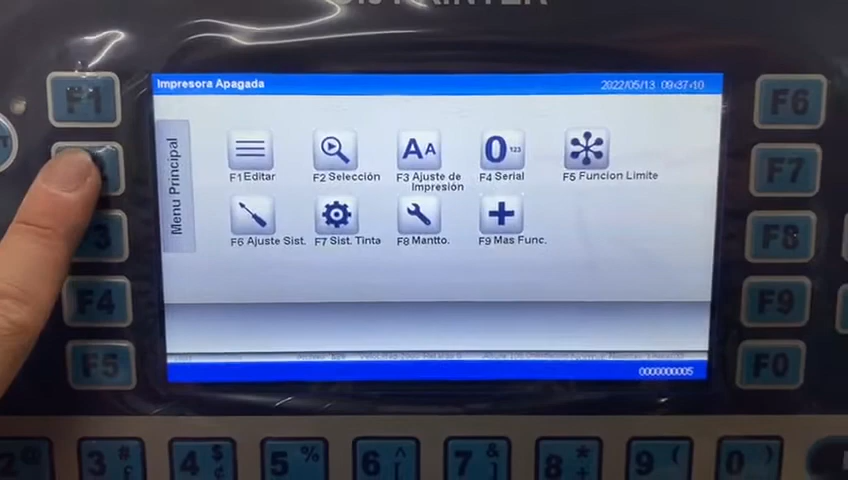 Impresora Apagada 2022/05/13 09:37:10
Menu Principal
F1 Editar
F2 Selección
F3 Ajuste de
Impresión
F4 Serial
F5 Funcion Limite
F6 Ajuste Sist.
F7 Sist. Tinta
F8 Mantto.
F9 Mas Func.
0000000005
F1
F3
F4
F5
F6
F7
F8
F9
F0
2 @
3 # £
4 $ ¢
5 %
6 ^ [
7 & ]
8 * +
9 (
0 )